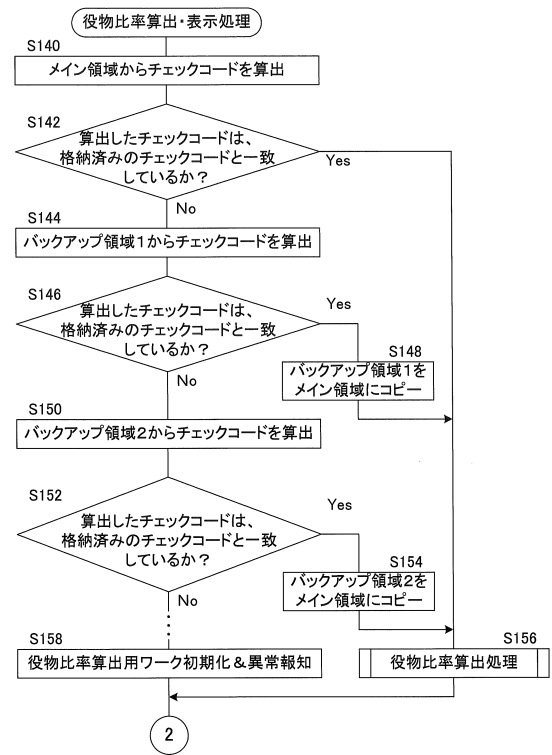 役物比率算出・表示処理
S140
メイン領域からチェックコードを算出
S142
算出したチェックコードは、
格納済みのチェックコードと一致
しているか？
Yes
No
S144
バックアップ領域1からチェックコードを算出
S146
算出したチェックコードは、
格納済みのチェックコードと一致
しているか？
Yes
No
S148
バックアップ領域1を
メイン領域にコピー
S150
バックアップ領域2からチェックコードを算出
S152
算出したチェックコードは、
格納済みのチェックコードと一致
しているか？
Yes
No
S154
バックアップ領域2を
メイン領域にコピー
S158
役物比率算出用ワーク初期化＆異常報知
S156
役物比率算出処理
2